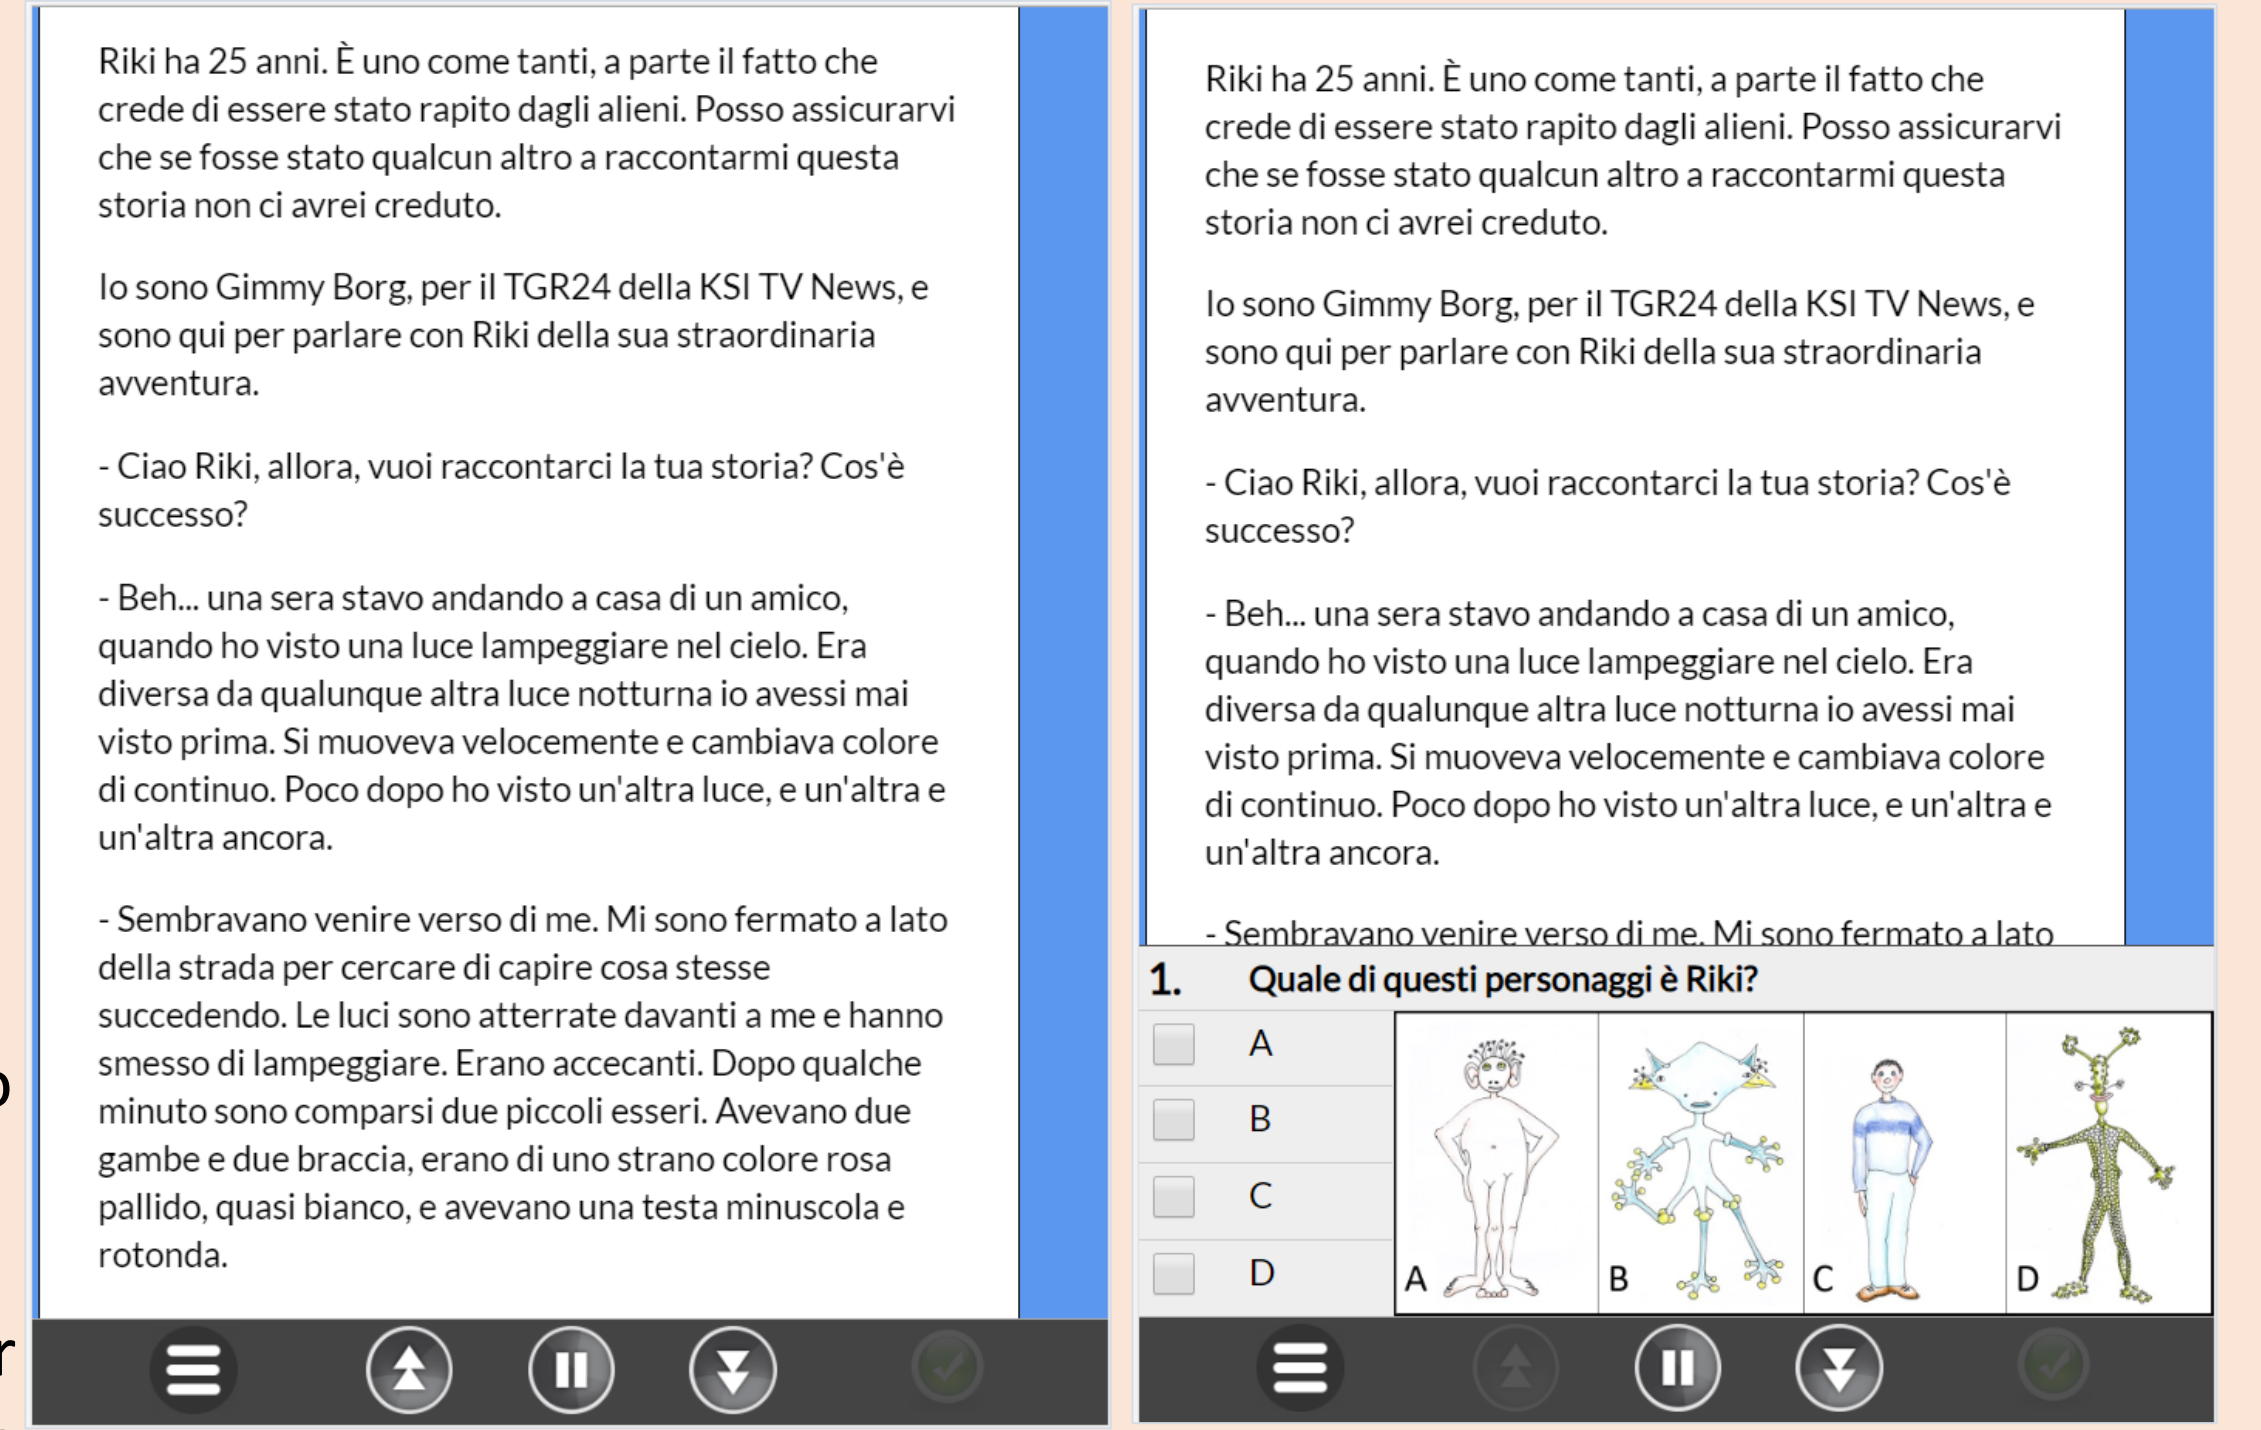 Riki ha 25 anni. È uno come tanti, a parte il fatto che
crede di essere stato rapito dagli alieni. Posso assicurarvi
che se fosse stato qualcun altro a raccontarmi questa
storia non ci avrei creduto.
Io sono Gimmy Borg, per il TGR24 della KSI TV News, e
sono qui per parlare con Riki della sua straordinaria
avventura.
- Ciao Riki, allora, vuoi raccontarci la tua storia? Cos'è
successo?
- Beh... una sera stavo andando a casa di un amico,
quando ho visto una luce lampeggiare nel cielo. Era
diversa da qualunque altra luce notturna io avessi mai
visto prima. Si muoveva velocemente e cambiava colore
di continuo. Poco dopo ho visto un'altra luce, e un'altra e
un'altra ancora.
- Sembravano venire verso di me. Mi sono fermato a lato
della strada per cercare di capire cosa stesse
succedendo. Le luci sono atterrate davanti a me e hanno
smesso di lampeggiare. Erano accecanti. Dopo qualche
minuto sono comparsi due piccoli esseri. Avevano due
gambe e due braccia, erano di uno strano colore rosa
pallido, quasi bianco, e avevano una testa minuscola e
rotonda.
Riki ha 25 anni. È uno come tanti, a parte il fatto che
crede di essere stato rapito dagli alieni. Posso assicurarvi
che se fosse stato qualcun altro a raccontarmi questa
storia non ci avrei creduto.
Io sono Gimmy Borg, per il TGR24 della KSI TV News, e
sono qui per parlare con Riki della sua straordinaria
avventura.
- Ciao Riki, allora, vuoi raccontarci la tua storia? Cos'è
successo?
- Beh... una sera stavo andando a casa di un amico,
quando ho visto una luce lampeggiare nel cielo. Era
diversa da qualunque altra luce notturna io avessi mai
visto prima. Si muoveva velocemente e cambiava colore
di continuo. Poco dopo ho visto un'altra luce, e un'altra e
un'altra ancora.
- Sembravano venire verso di me. Mi sono fermato a lato
1. Quale di questi personaggi è Riki?
A
B
C
D
A B C D